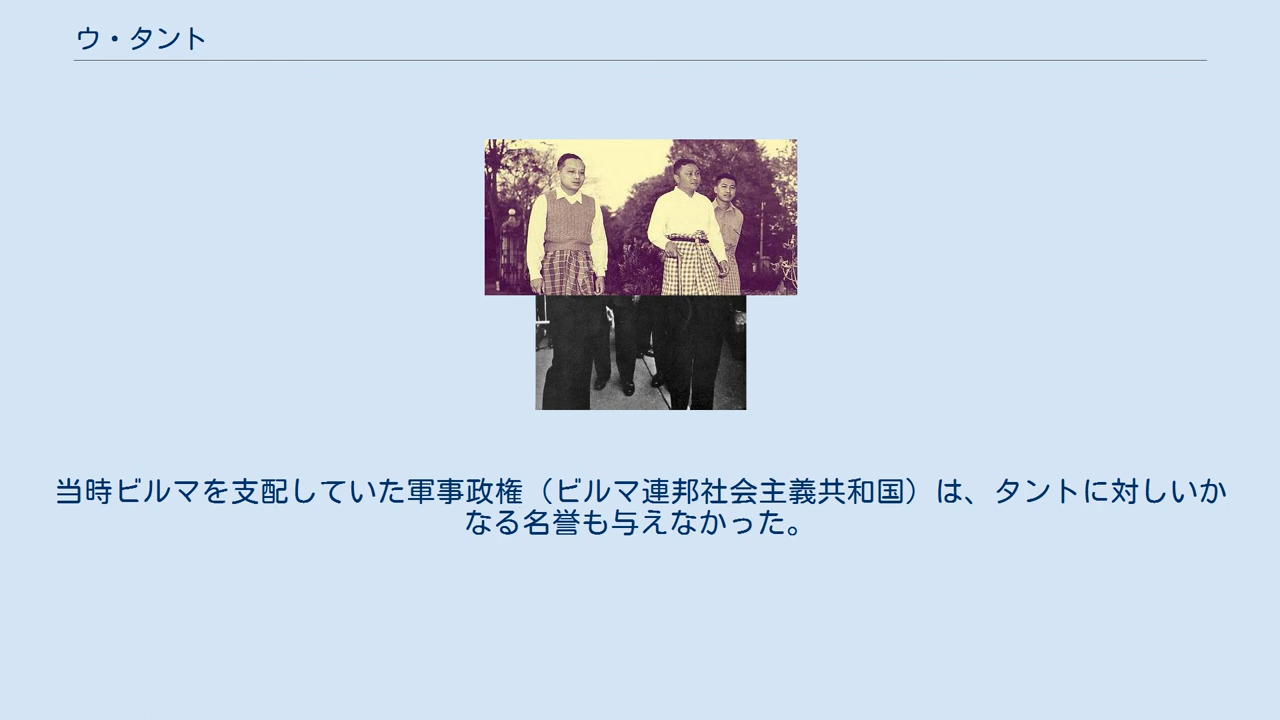 ウ・タント
当時ビルマを支配していた軍事政権（ビルマ連邦社会主義共和国）は、タントに対しいか
なる名誉も与えなかった。